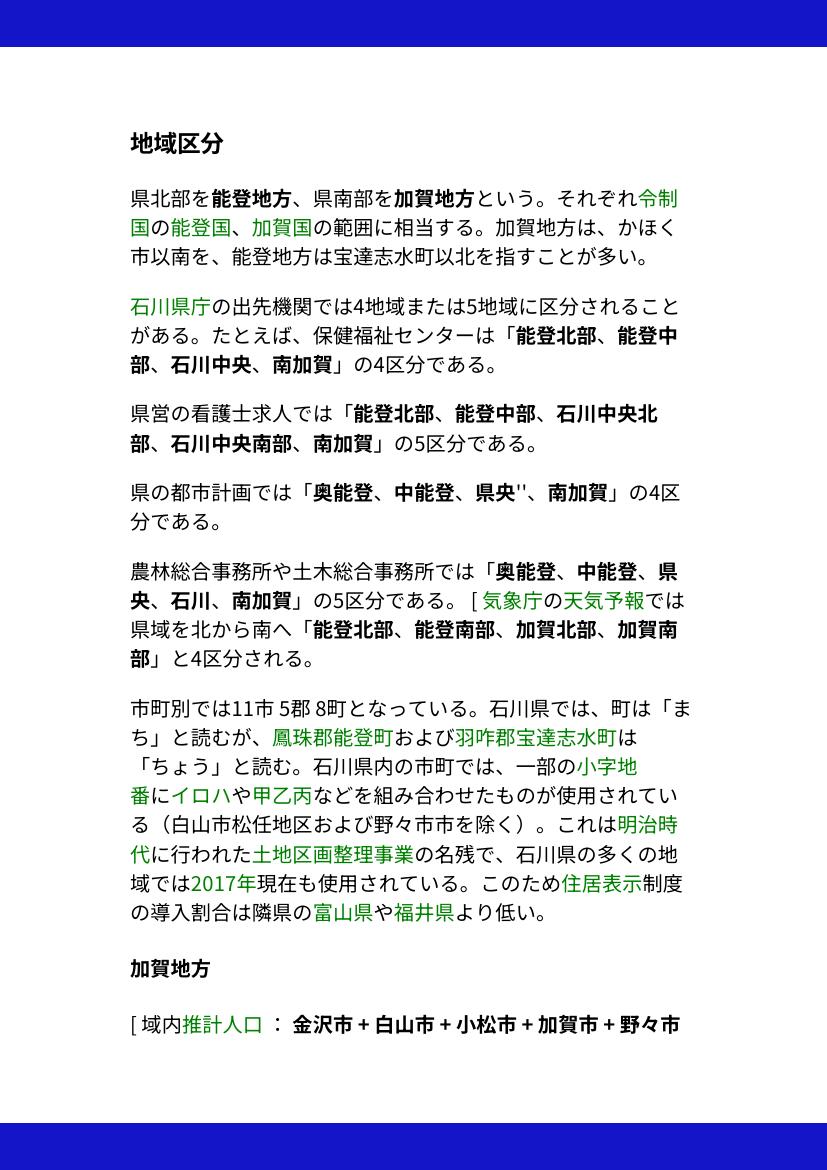 地域区分
県北部を能登地方、県南部を加賀地方という。それぞれ令制
国の能登国、加賀国の範囲に相当する。加賀地方は、かほく
市以南を、能登地方は宝達志水町以北を指すことが多い。
石川県庁の出先機関では4地域または5地域に区分されること
がある。たとえば、保健福祉センターは「能登北部、能登中
部、石川中央、南加賀」の4区分である。
県営の看護士求人では「能登北部、能登中部、石川中央北
部、石川中央南部、南加賀」の5区分である。
県の都市計画では「奥能登、中能登、県央''、南加賀」の4区
分である。
農林総合事務所や土木総合事務所では「奥能登、中能登、県
央、石川、南加賀」の5区分である。 [ 気象庁の天気予報では
県域を北から南へ「能登北部、能登南部、加賀北部、加賀南
部」と4区分される。
市町別では11市 5郡 8町となっている。石川県では、町は「ま
ち」と読むが、鳳珠郡能登町および羽咋郡宝達志水町は
「ちょう」と読む。石川県内の市町では、一部の小字地
番にイロハや甲乙丙などを組み合わせたものが使用されてい
る（白山市松任地区および野々市市を除く）。これは明治時
代に行われた土地区画整理事業の名残で、石川県の多くの地
域では2017年現在も使用されている。このため住居表示制度
の導入割合は隣県の富山県や福井県より低い。
加賀地方
[ 域内推計人口 ： 金沢市 + 白山市 + 小松市 + 加賀市 + 野々市